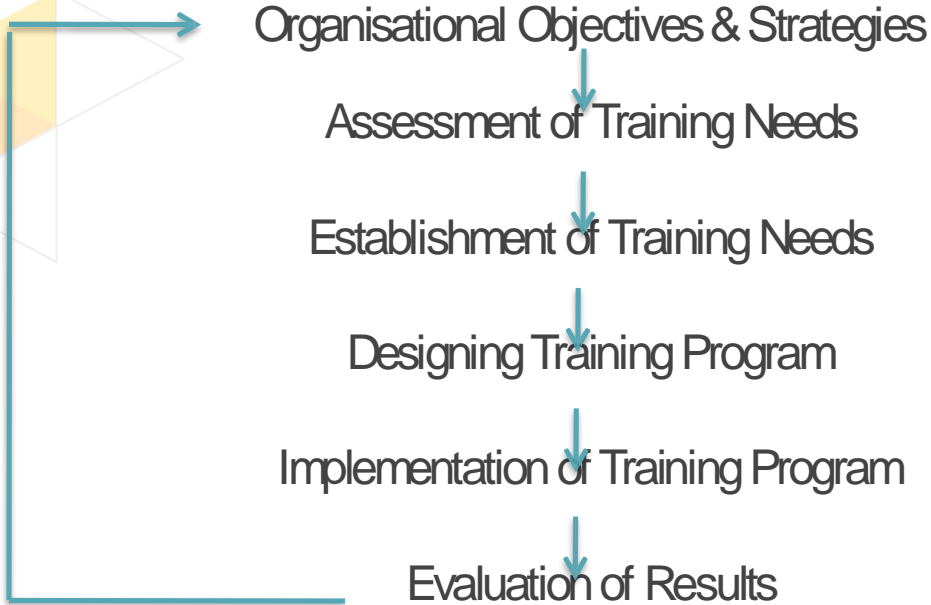 Organisational Objectives & Strategies
Assessment of Training Needs
Establishment of Training Needs
Designing Training Program
Implementation of Training Program
Evaluation of Results